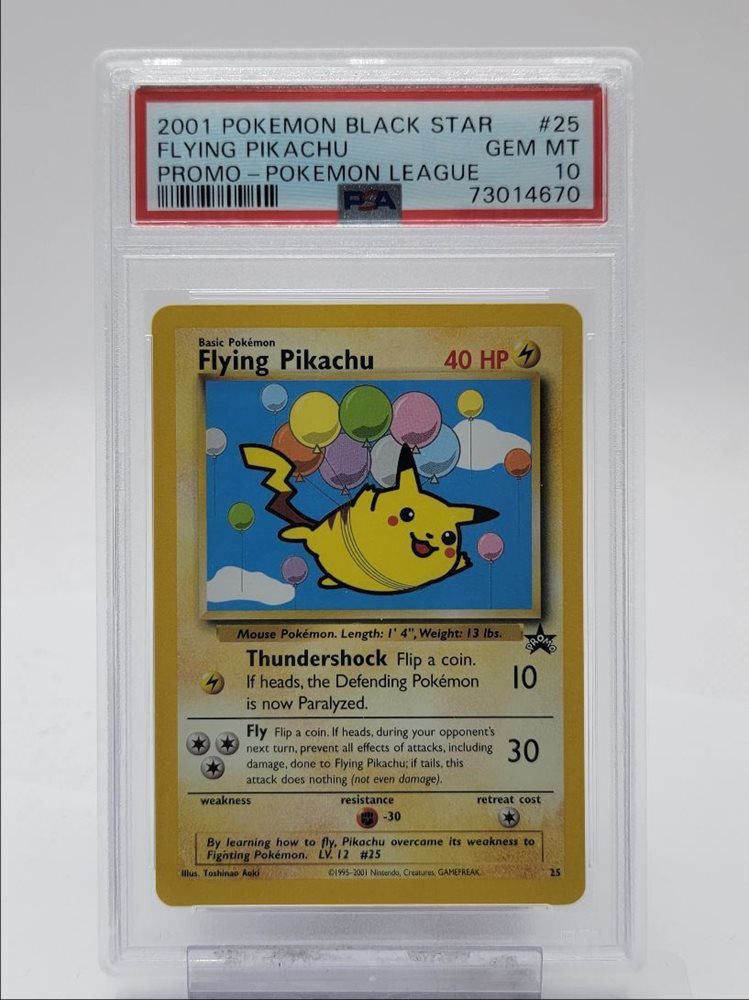 2001 POKEMON BLACK STAR #25
FLYING PIKACHU GEM MT
PROMO - POKEMON LEAGUE 10
PSA 73014670
Basic Pokémon
Flying Pikachu 40 HP
Mouse Pokémon. Length: 1' 4", Weight: 13 lbs.
PROMO
Thundershock Flip a coin.
If heads, the Defending Pokémon 10
is now Paralyzed.
Fly Flip a coin. If heads, during your opponent's
next turn, prevent all effects of attacks, including 30
damage, done to Flying Pikachu; if tails, this
attack does nothing (not even damage).
weakness resistance retreat cost
-30
By learning how to fly, Pikachu overcame its weakness to
Fighting Pokémon. LV. 12 #25
Illus. Toshinao Aoki ©1995-2001 Nintendo, Creatures, GAMEFREAK. 25